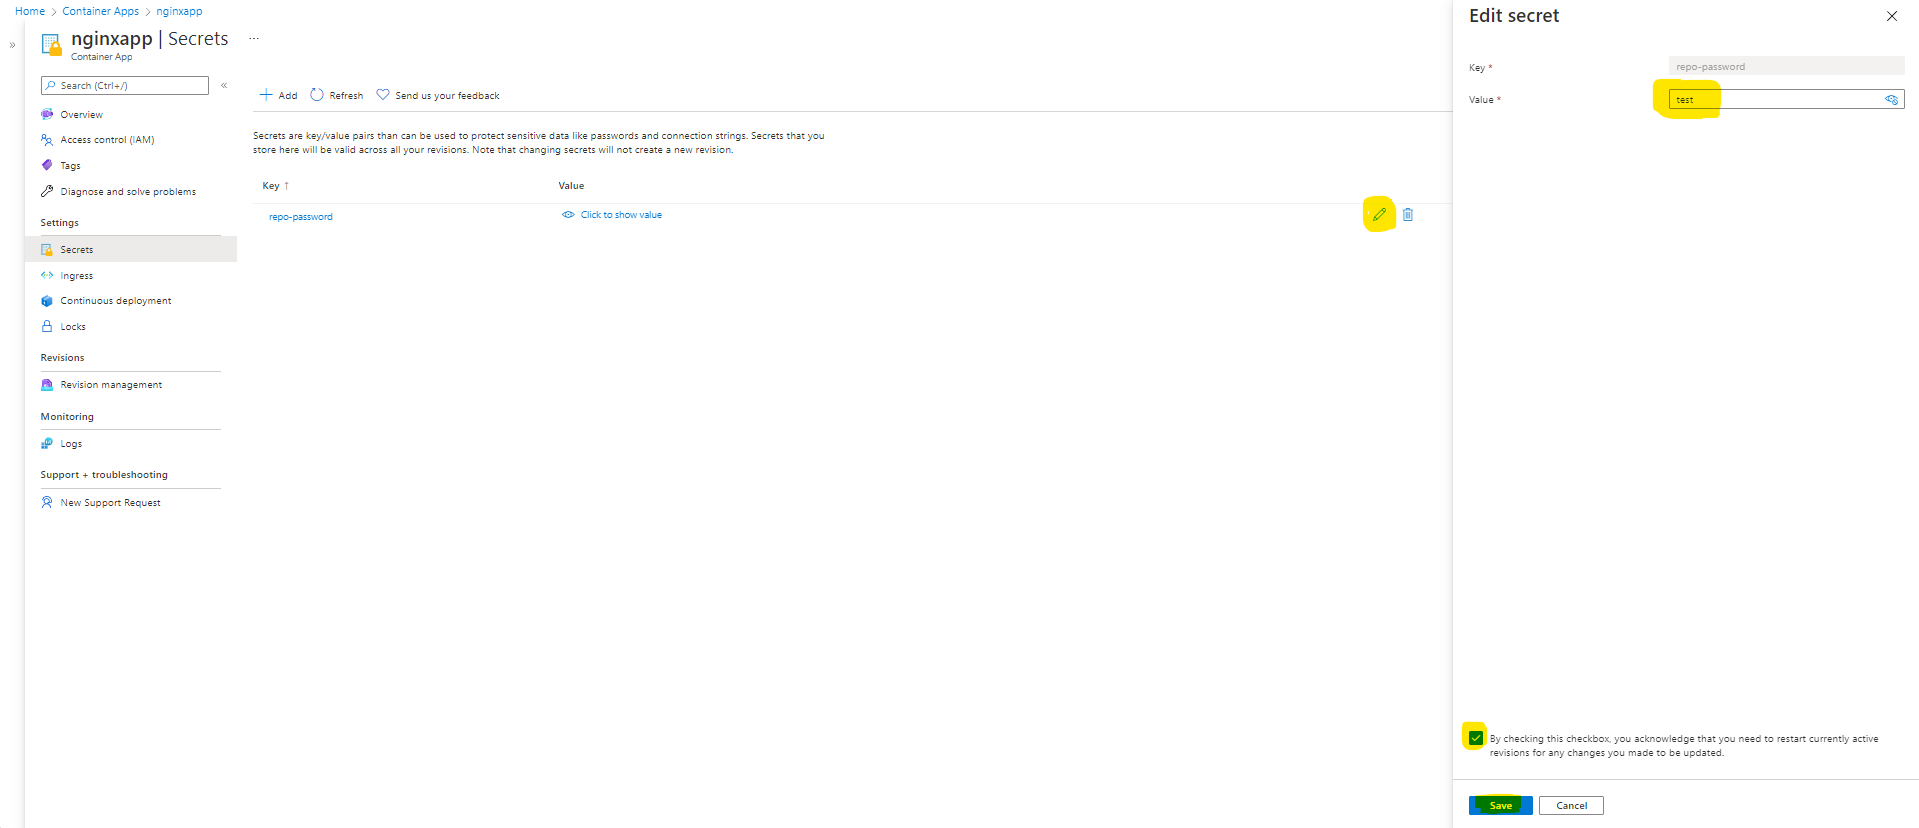 Home > Container Apps > nginxapp
»
nginxapp | Secrets ...
Container App
Search (Ctrl+/)
«
Overview
Access control (IAM)
Tags
Diagnose and solve problems
Settings
Secrets
Ingress
Continuous deployment
Locks
Revisions
Revision management
Monitoring
Logs
Support + troubleshooting
New Support Request
Add Refresh Send us your feedback
Secrets are key/value pairs than can be used to protect sensitive data like passwords and connection strings. Secrets that you
store here will be valid across all your revisions. Note that changing secrets will not create a new revision.
Key ↑ Value
repo-password Click to show value
Edit secret
Key * repo-password
Value * test
By checking this checkbox, you acknowledge that you need to restart currently active
revisions for any changes you made to be updated.
Save Cancel